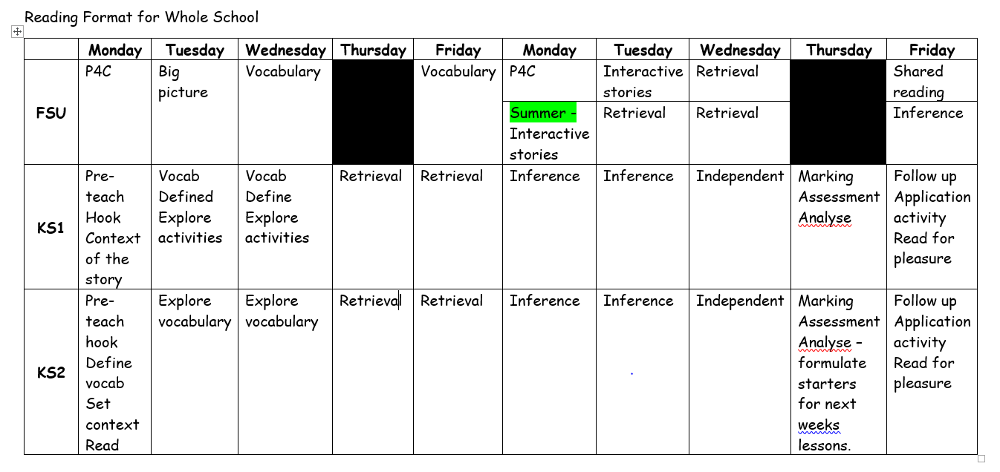 Reading Format for Whole School
Monday Tuesday Wednesday Thursday Friday Monday Tuesday Wednesday Thursday Friday
FSU
P4C
Big
picture
Vocabulary
Vocabulary
P4C
Interactive
stories
Retrieval
Shared
reading
Summer -
Interactive
stories
Retrieval
Retrieval
Inference
KS1
Pre-
teach
Hook
Context
of the
story
Vocab
Defined
Explore
activities
Vocab
Define
Explore
activities
Retrieval
Retrieval
Inference
Inference
Independent
Marking
Assessment
Analyse
Follow up
Application
activity
Read for
pleasure
KS2
Pre-
teach
hook
Define
vocab
Set
context
Read
Explore
vocabulary
Explore
vocabulary
Retrieval
Retrieval
Inference
Inference
Independent
Marking
Assessment
Analyse –
formulate
starters
for next
weeks
lessons.
Follow up
Application
activity
Read for
pleasure